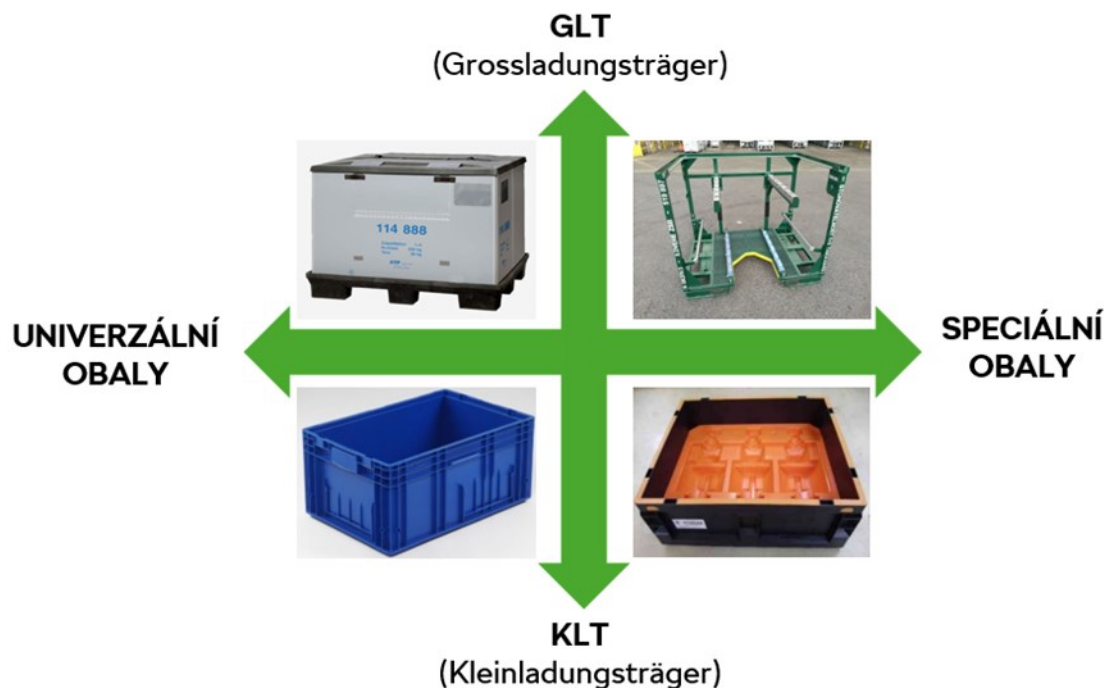 GLT
(Grossladungsträger)
114 888
UNIVERZÁLNÍ
OBALY
SPECIÁLNÍ
OBALY
KLT
(Kleinladungsträger)